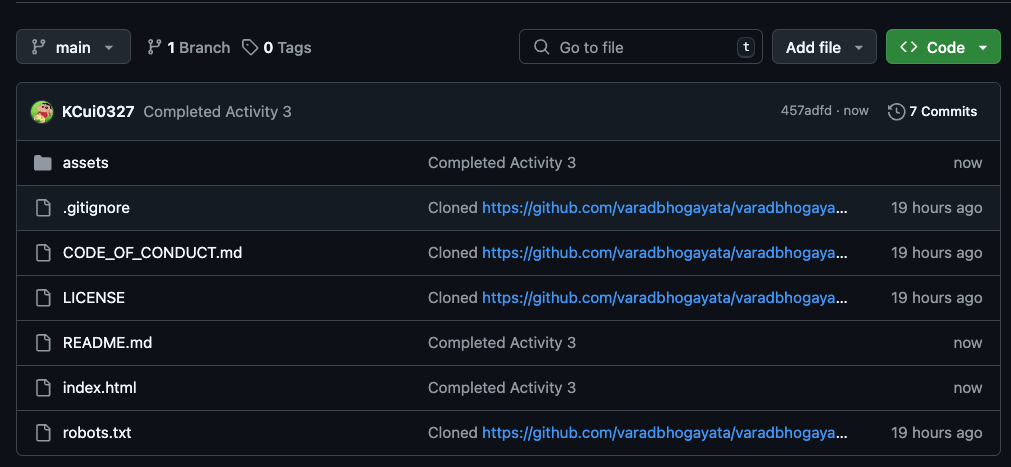 main 1 Branch 0 Tags Go to file t Add file Code
KCui0327 Completed Activity 3 457adfd · now 7 Commits
assets Completed Activity 3 now
.gitignore Cloned https://github.com/varadbhogayata/varadbhogaya... 19 hours ago
CODE_OF_CONDUCT.md Cloned https://github.com/varadbhogayata/varadbhogaya... 19 hours ago
LICENSE Cloned https://github.com/varadbhogayata/varadbhogaya... 19 hours ago
README.md Completed Activity 3 now
index.html Completed Activity 3 now
robots.txt Cloned https://github.com/varadbhogayata/varadbhogaya... 19 hours ago